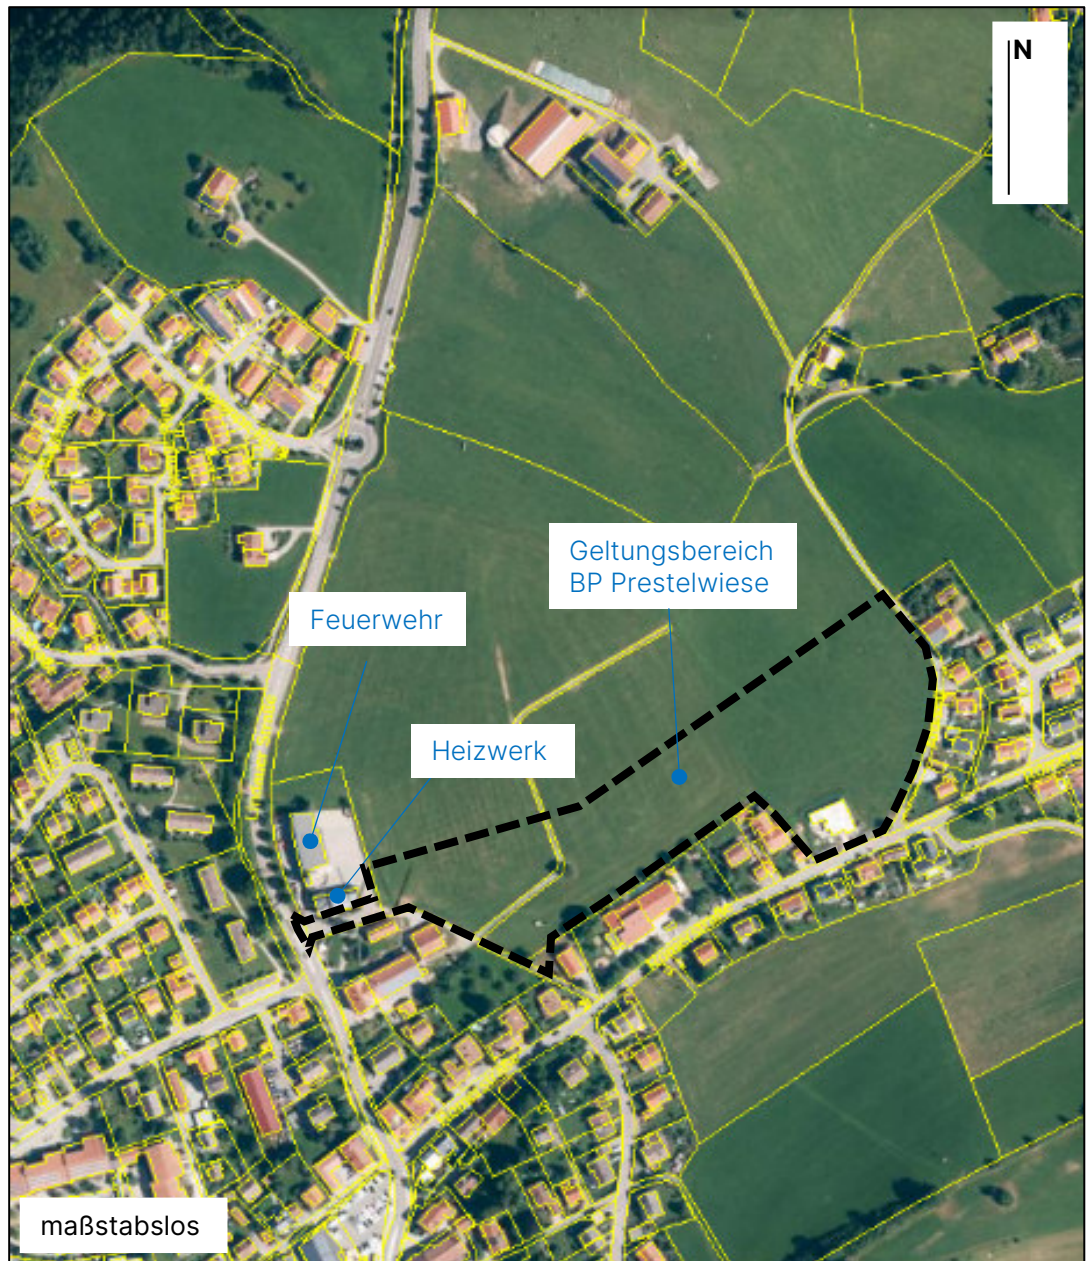 N
Geltungsbereich
BP Prestelwiese
Feuerwehr
Heizwerk
maßstabslos